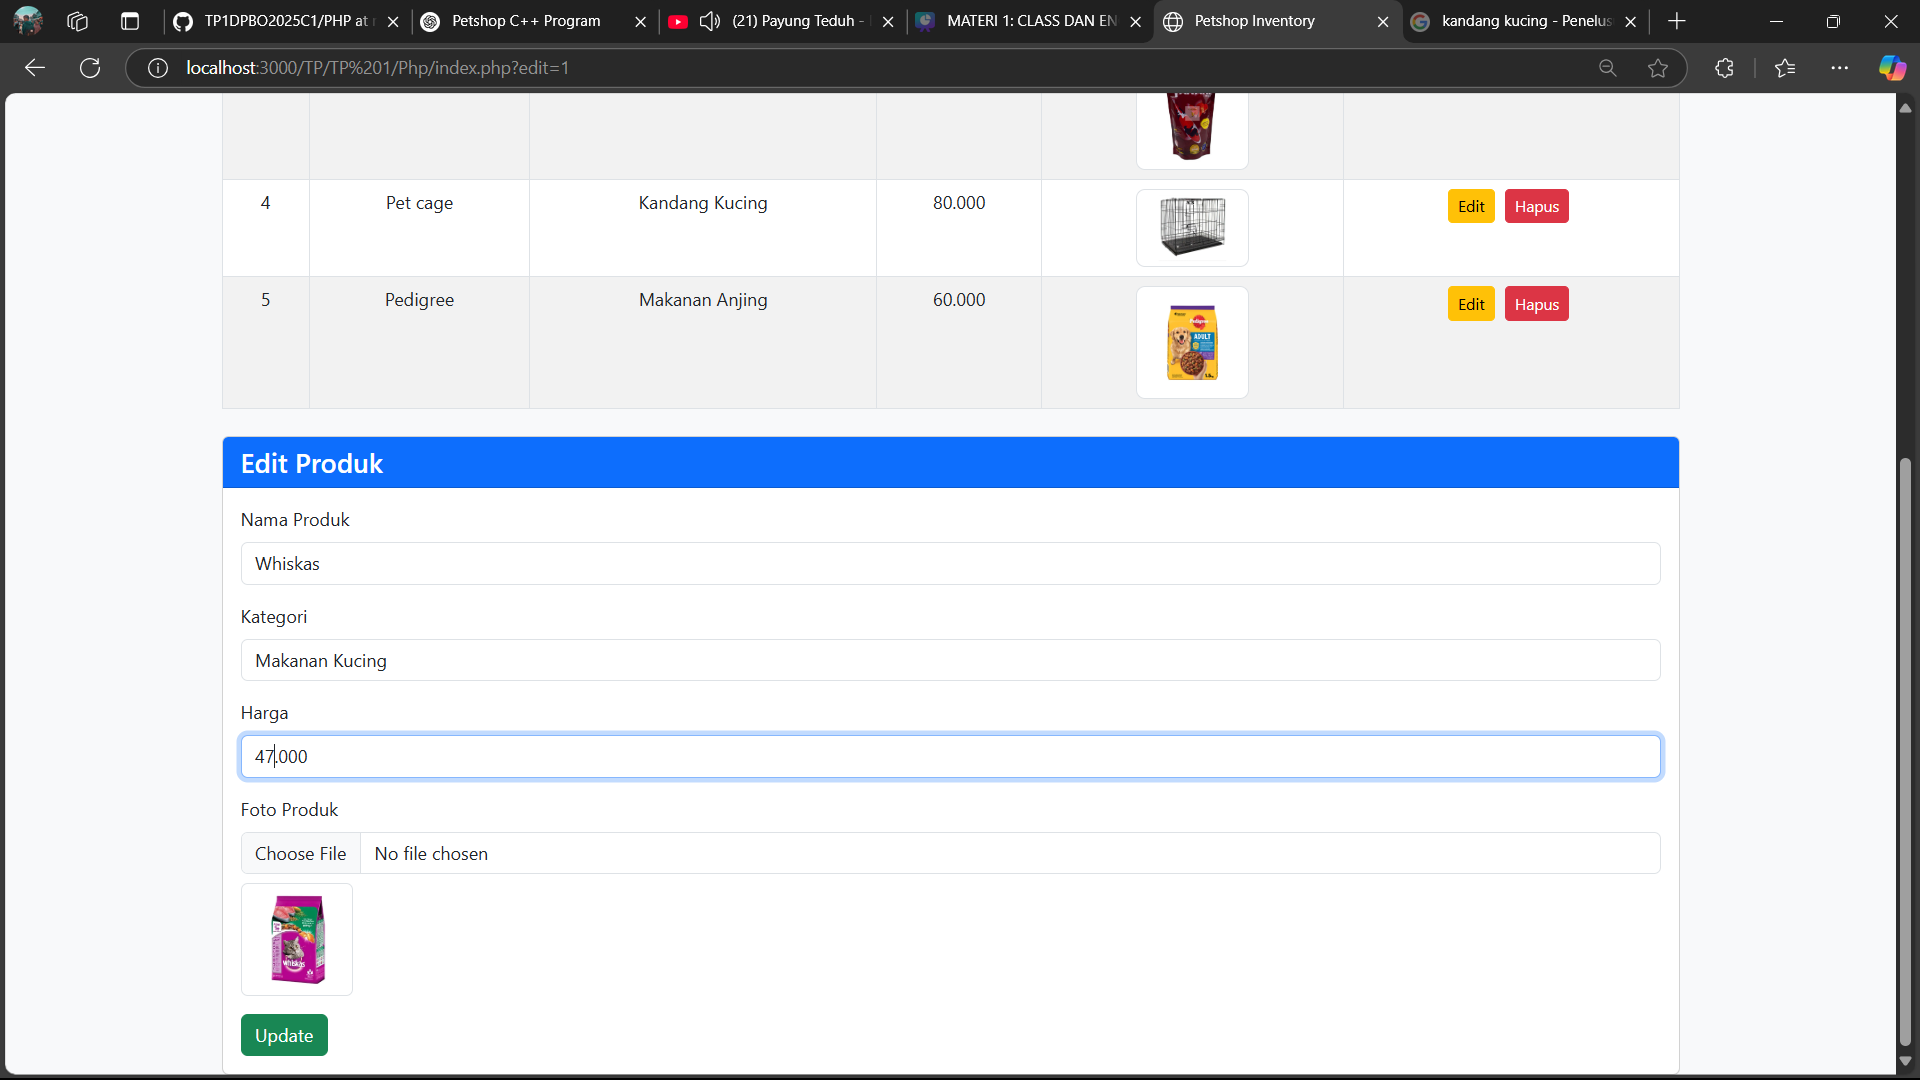 TP1DPBO2025C1/PHP at
Petshop C++ Program
(21) Payung Teduh -
MATERI 1: CLASS DAN EN
Petshop Inventory
kandang kucing - Penelus
localhost:3000/TP/TP%201/Php/index.php?edit=1
4 Pet cage Kandang Kucing 80.000 Edit Hapus
5 Pedigree Makanan Anjing 60.000 Edit Hapus
Pedigree
ADULT
Edit Produk
Nama Produk
Whiskas
Kategori
Makanan Kucing
Harga
47.000
Foto Produk
Choose File No file chosen
whiskas
Update